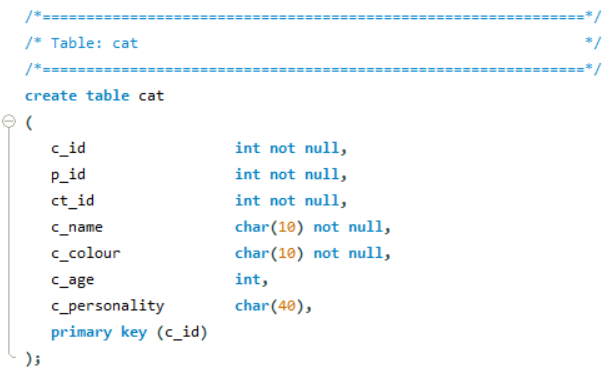 /*==============================================================*/
/* Table: cat                                                   */
/*==============================================================*/
create table cat
(
   c_id                 int not null,
   p_id                 int not null,
   ct_id                int not null,
   c_name               char(10) not null,
   c_colour             char(10) not null,
   c_age                int,
   c_personality        char(40),
   primary key (c_id)
);